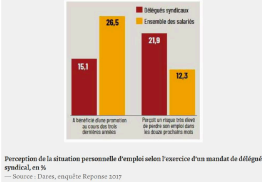 Délégués syndicaux
Ensemble des salariés
26,5
21,9
15,1
12,3
A bénéficié d'une promotion
au cours des trois
dernières années
Perçoit un risque très élevé
de perdre son emploi dans
les douze prochains mois
Perception de la situation personnelle d'emploi selon l'exercice d'un mandat de délégué
syndical, en %
— Source : Dares, enquête Reponse 2017